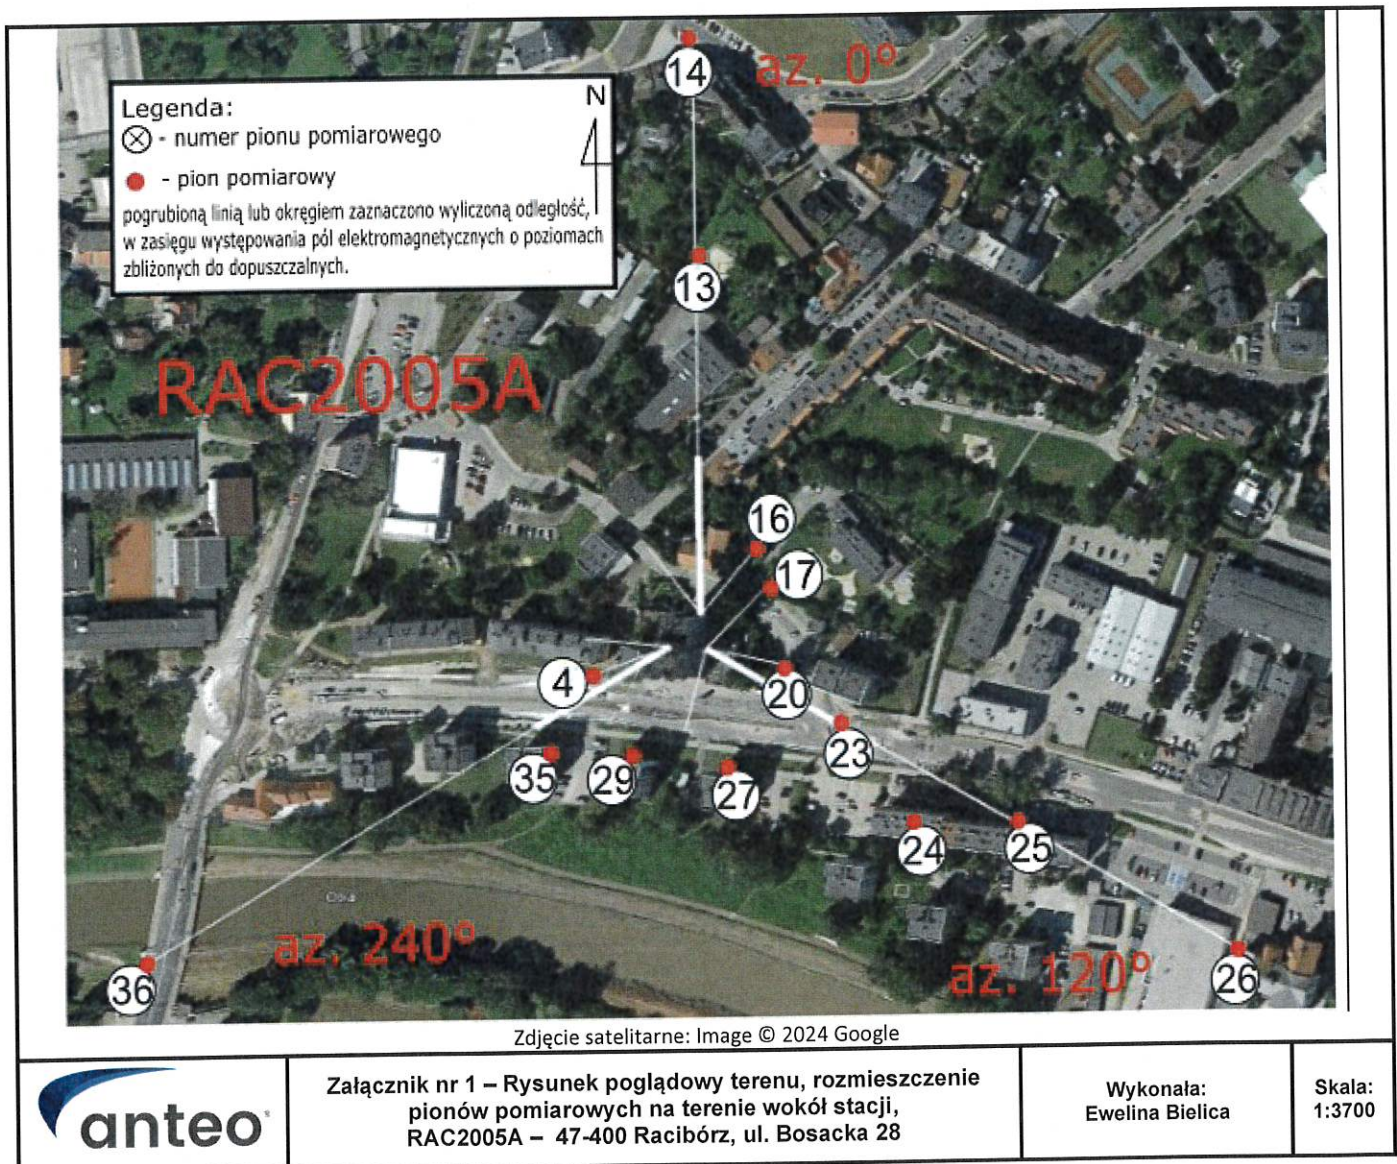 14
az. 0°
Legenda:
N
- numer pionu pomiarowego
- pion pomiarowy
pogrubioną linią lub okręgiem zaznaczono wyliczoną odległość,
w zasięgu występowania pól elektromagnetycznych o poziomach
zbliżonych do dopuszczalnych.
13
RAC2005A
16
17
4
20
23
35
29
27
24
25
az. 240°
az. 120°
36
26
Zdjęcie satelitarne: Image © 2024 Google
anteo
Załącznik nr 1 – Rysunek poglądowy terenu, rozmieszczenie
pionów pomiarowych na terenie wokół stacji,
RAC2005A – 47-400 Racibórz, ul. Bosacka 28
Wykonała:
Ewelina Bielica
Skala:
1:3700